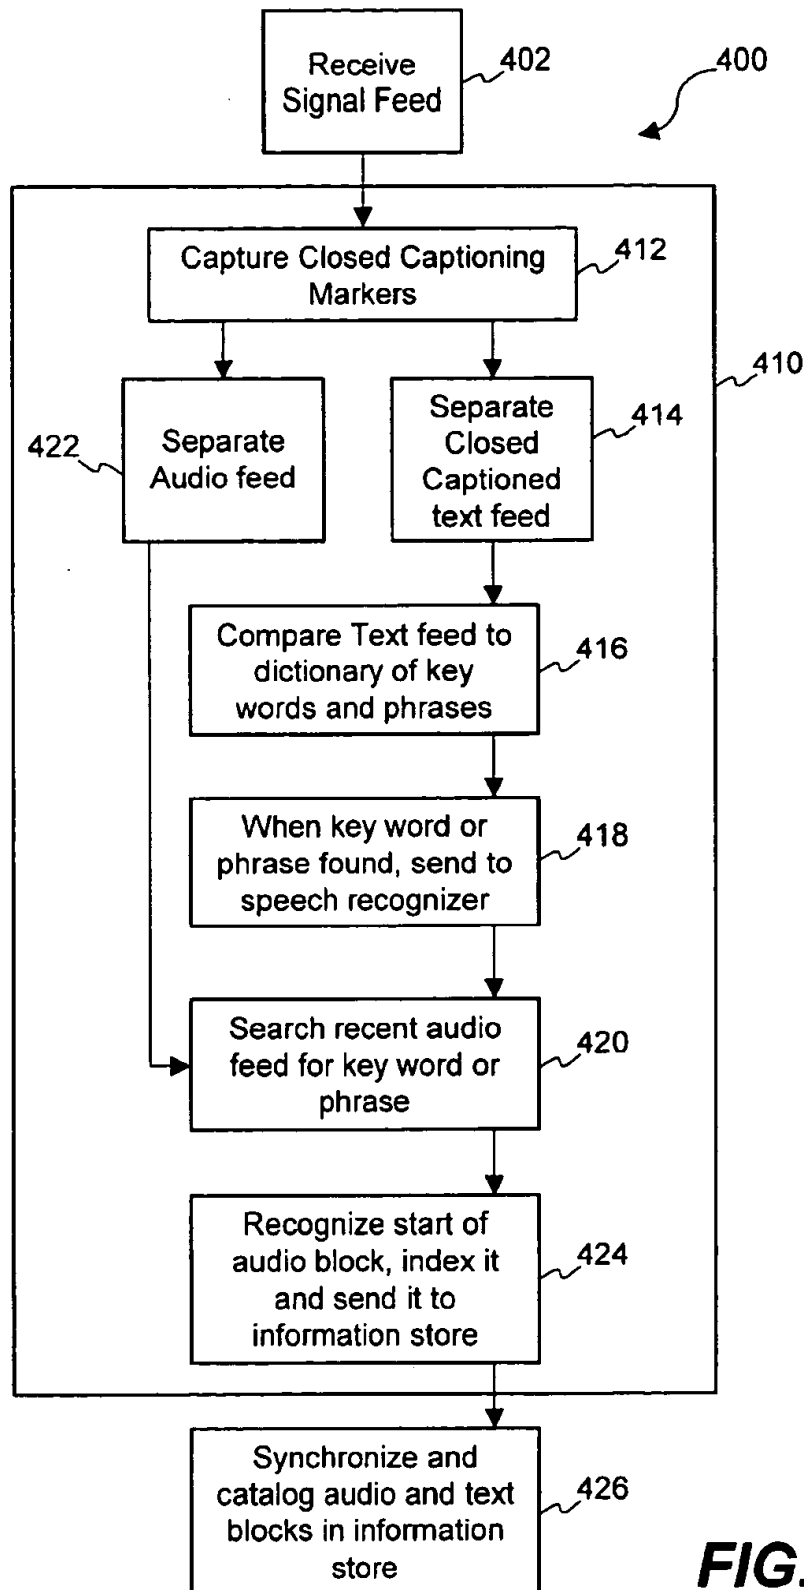 Receive
Signal Feed
402
400
Capture Closed Captioning
Markers
412
410
422
Separate
Audio feed
Separate
Closed
Captioned
text feed
414
Compare Text feed to
dictionary of key
words and phrases
416
When key word or
phrase found, send to
speech recognizer
418
Search recent audio
feed for key word or
phrase
420
Recognize start of
audio block, index it
and send it to
information store
424
Synchronize and
catalog audio and text
blocks in information
store
426
FIG.